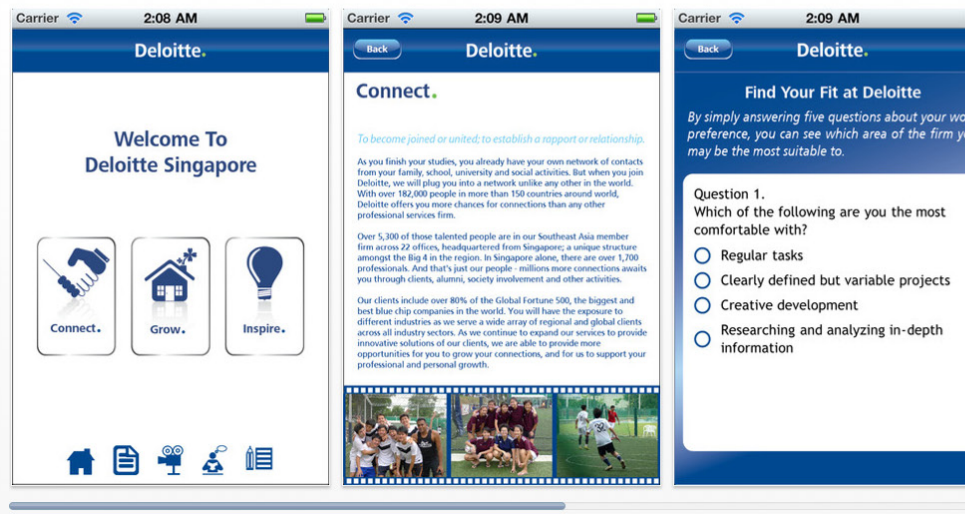 Carrier 2:08 AM
Deloitte.
Welcome To
Deloitte Singapore
Connect. Grow. Inspire.
Carrier 2:09 AM
Back Deloitte.
Connect.
To become joined or united; to establish a rapport or relationship.
As you finish your studies, you already have your own network of contacts
from your family, school, university and social activities. But when you join
Deloitte, we will plug you into a network unlike any other in the world.
With over 182,000 people in more than 150 countries around world,
Deloitte offers you more chances for connections than any other
professional services firm.
Over 5,300 of those talented people are in our Southeast Asia member
firm across 22 offices, headquartered from Singapore; a unique structure
amongst the Big 4 in the region. In Singapore alone, there are over 1,700
professionals. And that's just our people - millions more connections awaits
you through clients, alumni, society involvement and other activities.
Our clients include over 80% of the Global Fortune 500, the biggest and
best blue chip companies in the world. You will have the exposure to
different industries as we serve a wide array of regional and global clients
across all industry sectors. As we continue to expand our services to provide
innovative solutions of our clients, we are able to provide more
opportunities for you to grow your connections, and for us to support your
professional and personal growth.
Carrier 2:09 AM
Back Deloitte.
Find Your Fit at Deloitte
By simply answering five questions about your wo
preference, you can see which area of the firm y
may be the most suitable to.
Question 1.
Which of the following are you the most
comfortable with?
Regular tasks
Clearly defined but variable projects
Creative development
Researching and analyzing in-depth
information